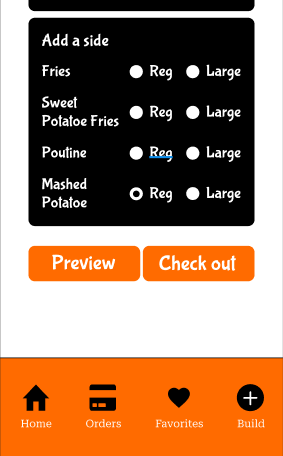 Add a side
Fries Reg Large
Sweet
Potatoe Fries Reg Large
Poutine Reg Large
Mashed
Potatoe Reg Large
Preview Check out
Home Orders Favorites Build